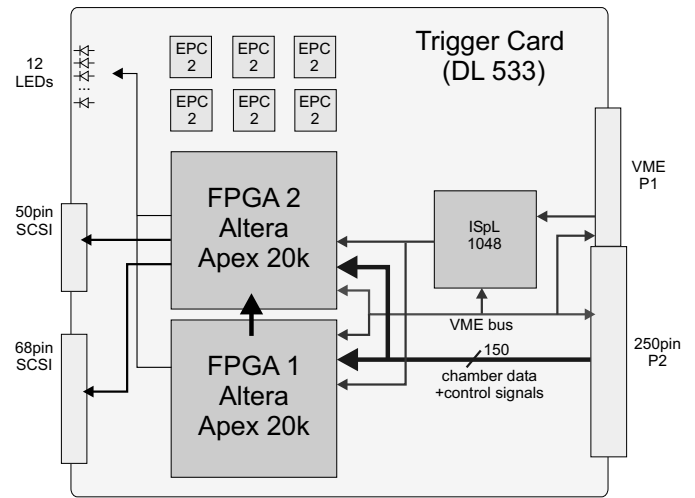 Trigger Card
(DL 533)
12
LEDs
...
EPC
2
EPC
2
EPC
2
EPC
2
EPC
2
EPC
2
VME
P1
FPGA 2
Altera
Apex 20k
ISpL
1048
50pin
SCSI
VME bus
68pin
SCSI
FPGA 1
Altera
Apex 20k
150
chamber data
+control signals
250pin
P2